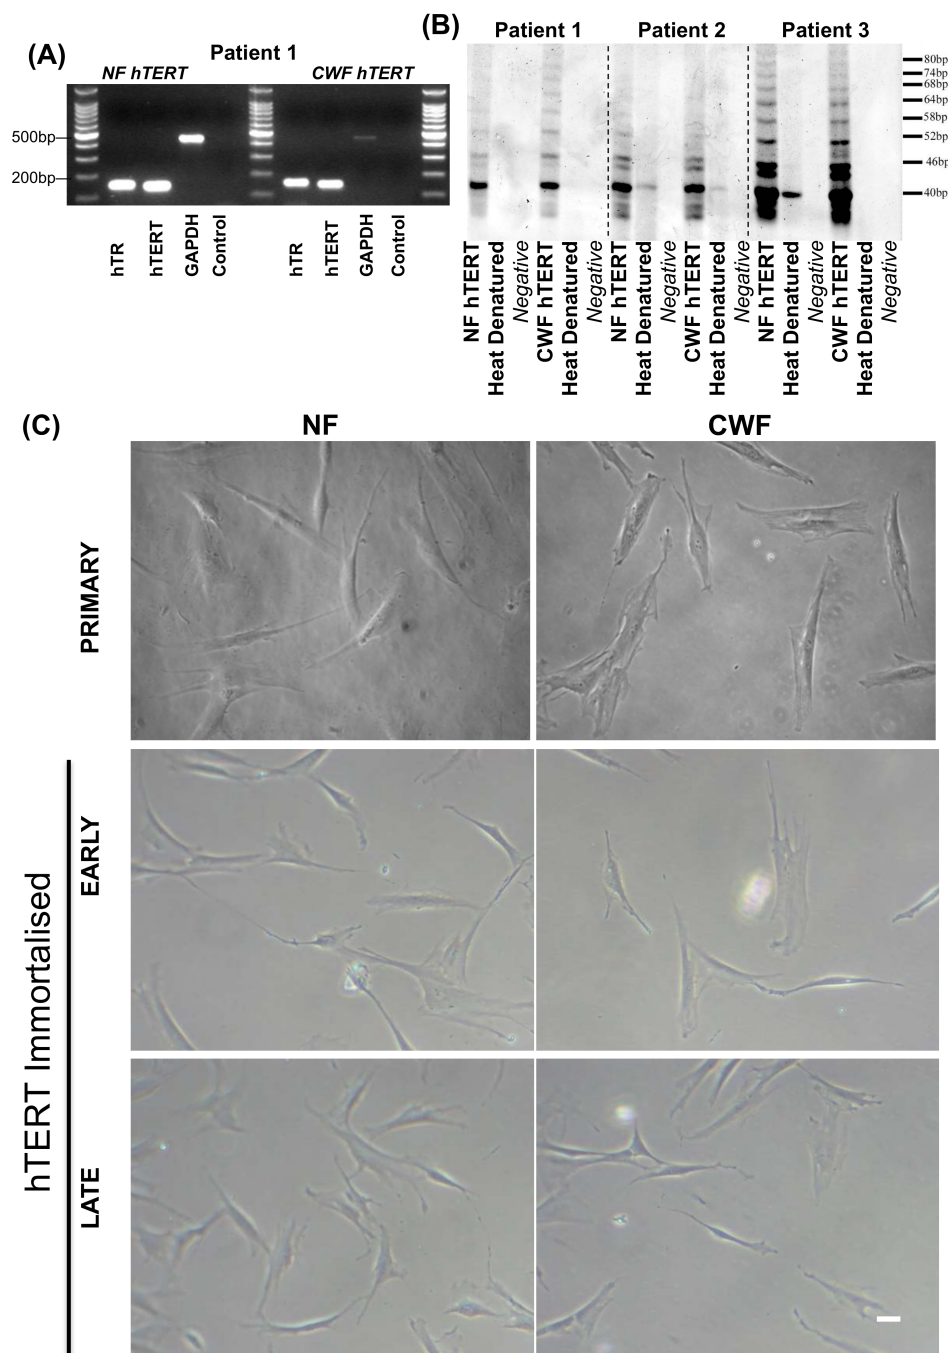 (A)
Patient 1
NF hTERT
CWF hTERT
500bp
200bp
hTR
hTERT
GAPDH
Control
hTR
hTERT
GAPDH
Control
(B)
Patient 1
Patient 2
Patient 3
80bp
74bp
68bp
64bp
58bp
52bp
46bp
40bp
NF hTERT
Heat Denatured
Negative
CWF hTERT
Heat Denatured
Negative
NF hTERT
Heat Denatured
Negative
CWF hTERT
Heat Denatured
Negative
NF hTERT
Heat Denatured
Negative
CWF hTERT
Heat Denatured
Negative
(C)
NF
CWF
PRIMARY
hTERT Immortalised
EARLY
LATE